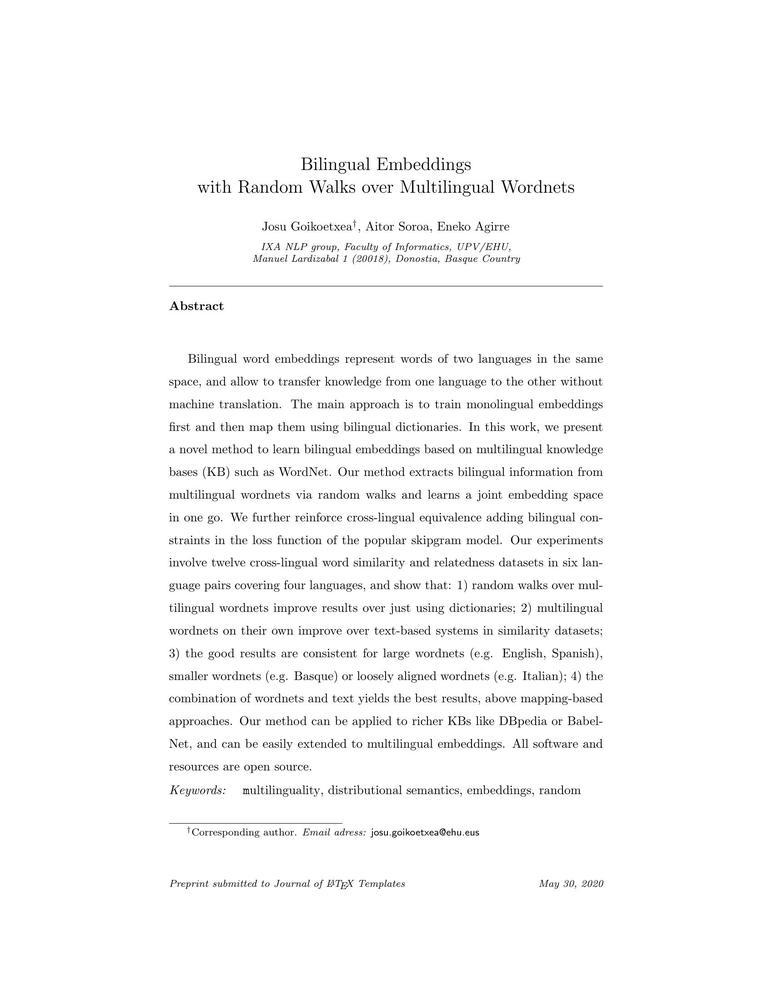 Bilingual Embeddings
with Random Walks over Multilingual Wordnets
Josu Goikoetxea†, Aitor Soroa, Eneko Agirre
IXA NLP group, Faculty of Informatics, UPV/EHU,
Manuel Lardizabal 1 (20018), Donostia, Basque Country
Abstract
Bilingual word embeddings represent words of two languages in the same
space, and allow to transfer knowledge from one language to the other without
machine translation. The main approach is to train monolingual embeddings
first and then map them using bilingual dictionaries. In this work, we present
a novel method to learn bilingual embeddings based on multilingual knowledge
bases (KB) such as WordNet. Our method extracts bilingual information from
multilingual wordnets via random walks and learns a joint embedding space
in one go. We further reinforce cross-lingual equivalence adding bilingual con-
straints in the loss function of the popular skipgram model. Our experiments
involve twelve cross-lingual word similarity and relatedness datasets in six lan-
guage pairs covering four languages, and show that: 1) random walks over mul-
tilingual wordnets improve results over just using dictionaries; 2) multilingual
wordnets on their own improve over text-based systems in similarity datasets;
3) the good results are consistent for large wordnets (e.g. English, Spanish),
smaller wordnets (e.g. Basque) or loosely aligned wordnets (e.g. Italian); 4) the
combination of wordnets and text yields the best results, above mapping-based
approaches. Our method can be applied to richer KBs like DBpedia or Babel-
Net, and can be easily extended to multilingual embeddings. All software and
resources are open source.
Keywords: multilinguality, distributional semantics, embeddings, random
†Corresponding author. Email adress: josu.goikoetxea@ehu.eus
Preprint submitted to Journal of LATEX Templates May 30, 2020